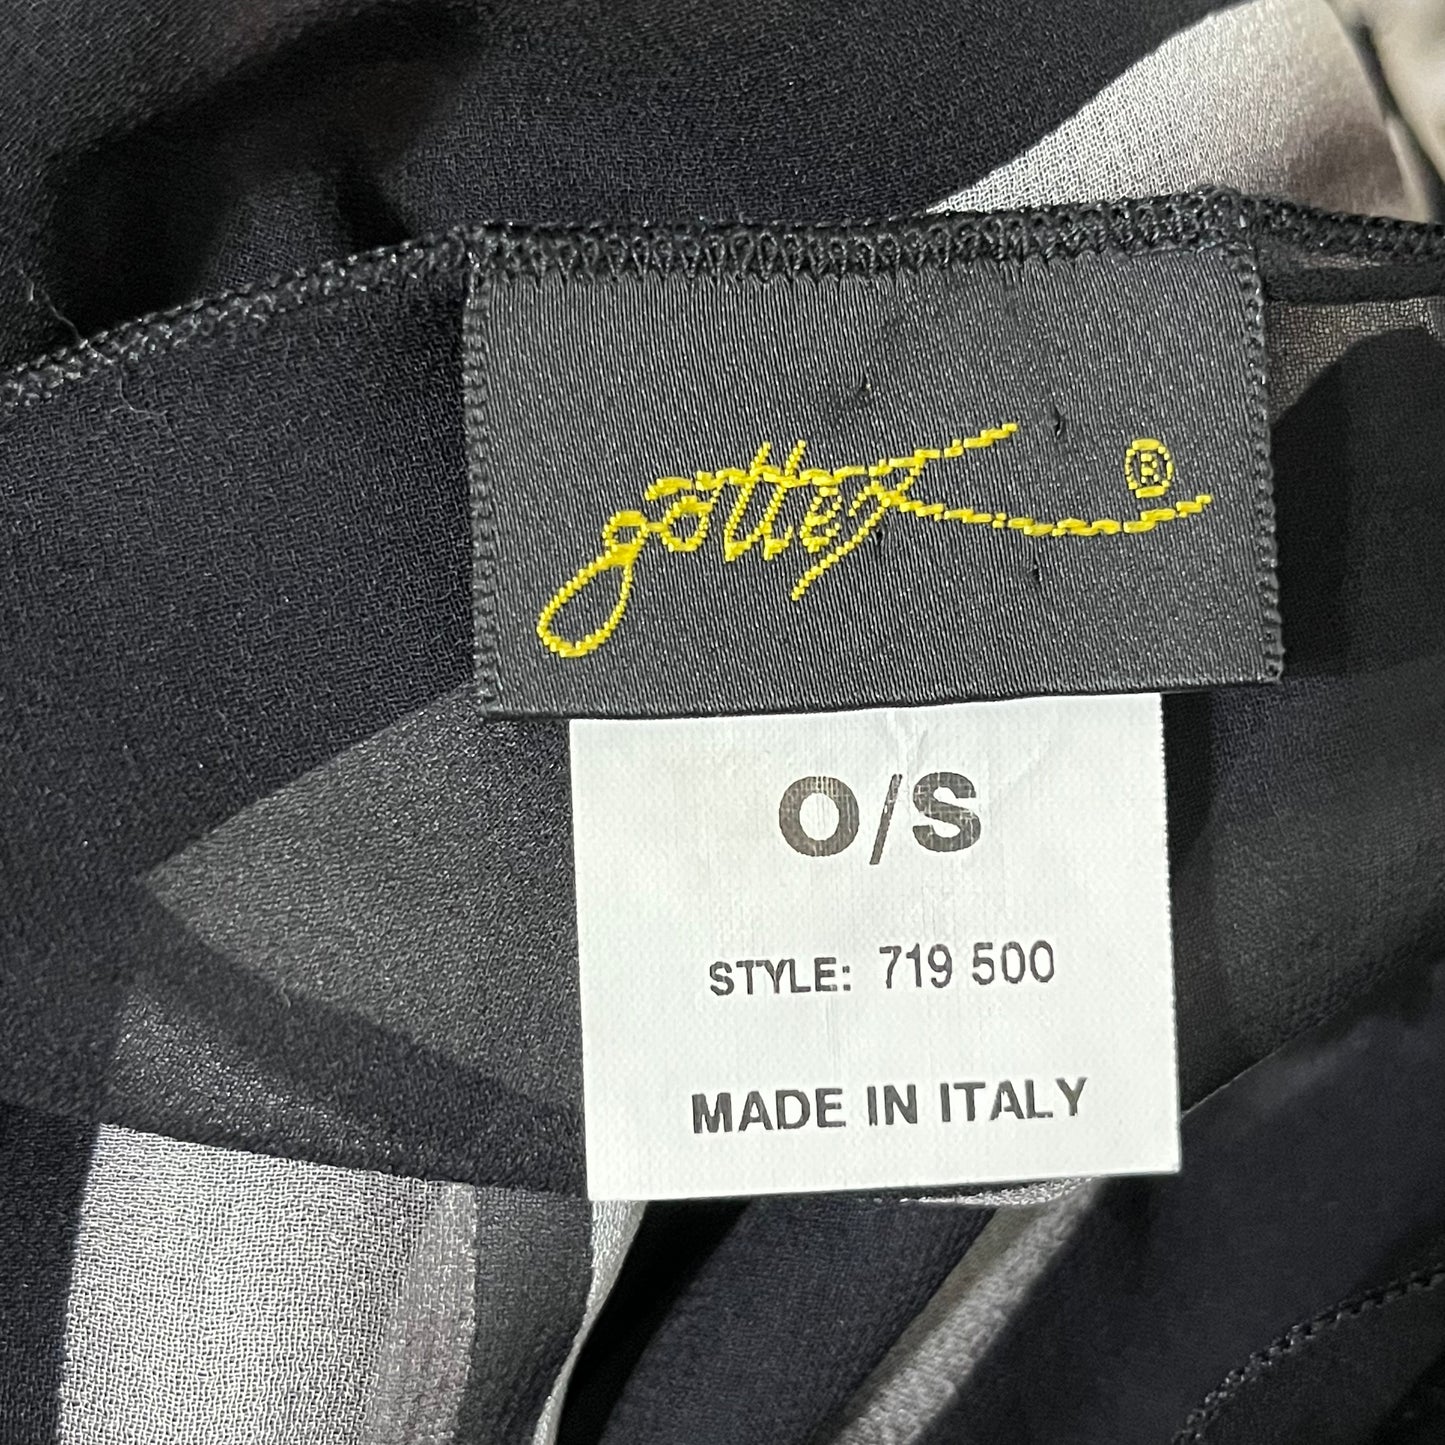 gottex ®
O/S
STYLE: 719 500
MADE IN ITALY